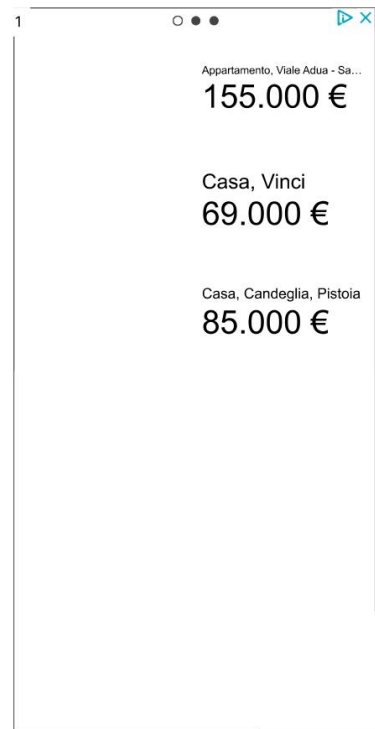 1
Appartamento, Viale Adua - Sa...
155.000 €
Casa, Vinci
69.000 €
Casa, Candeglia, Pistoia
85.000 €